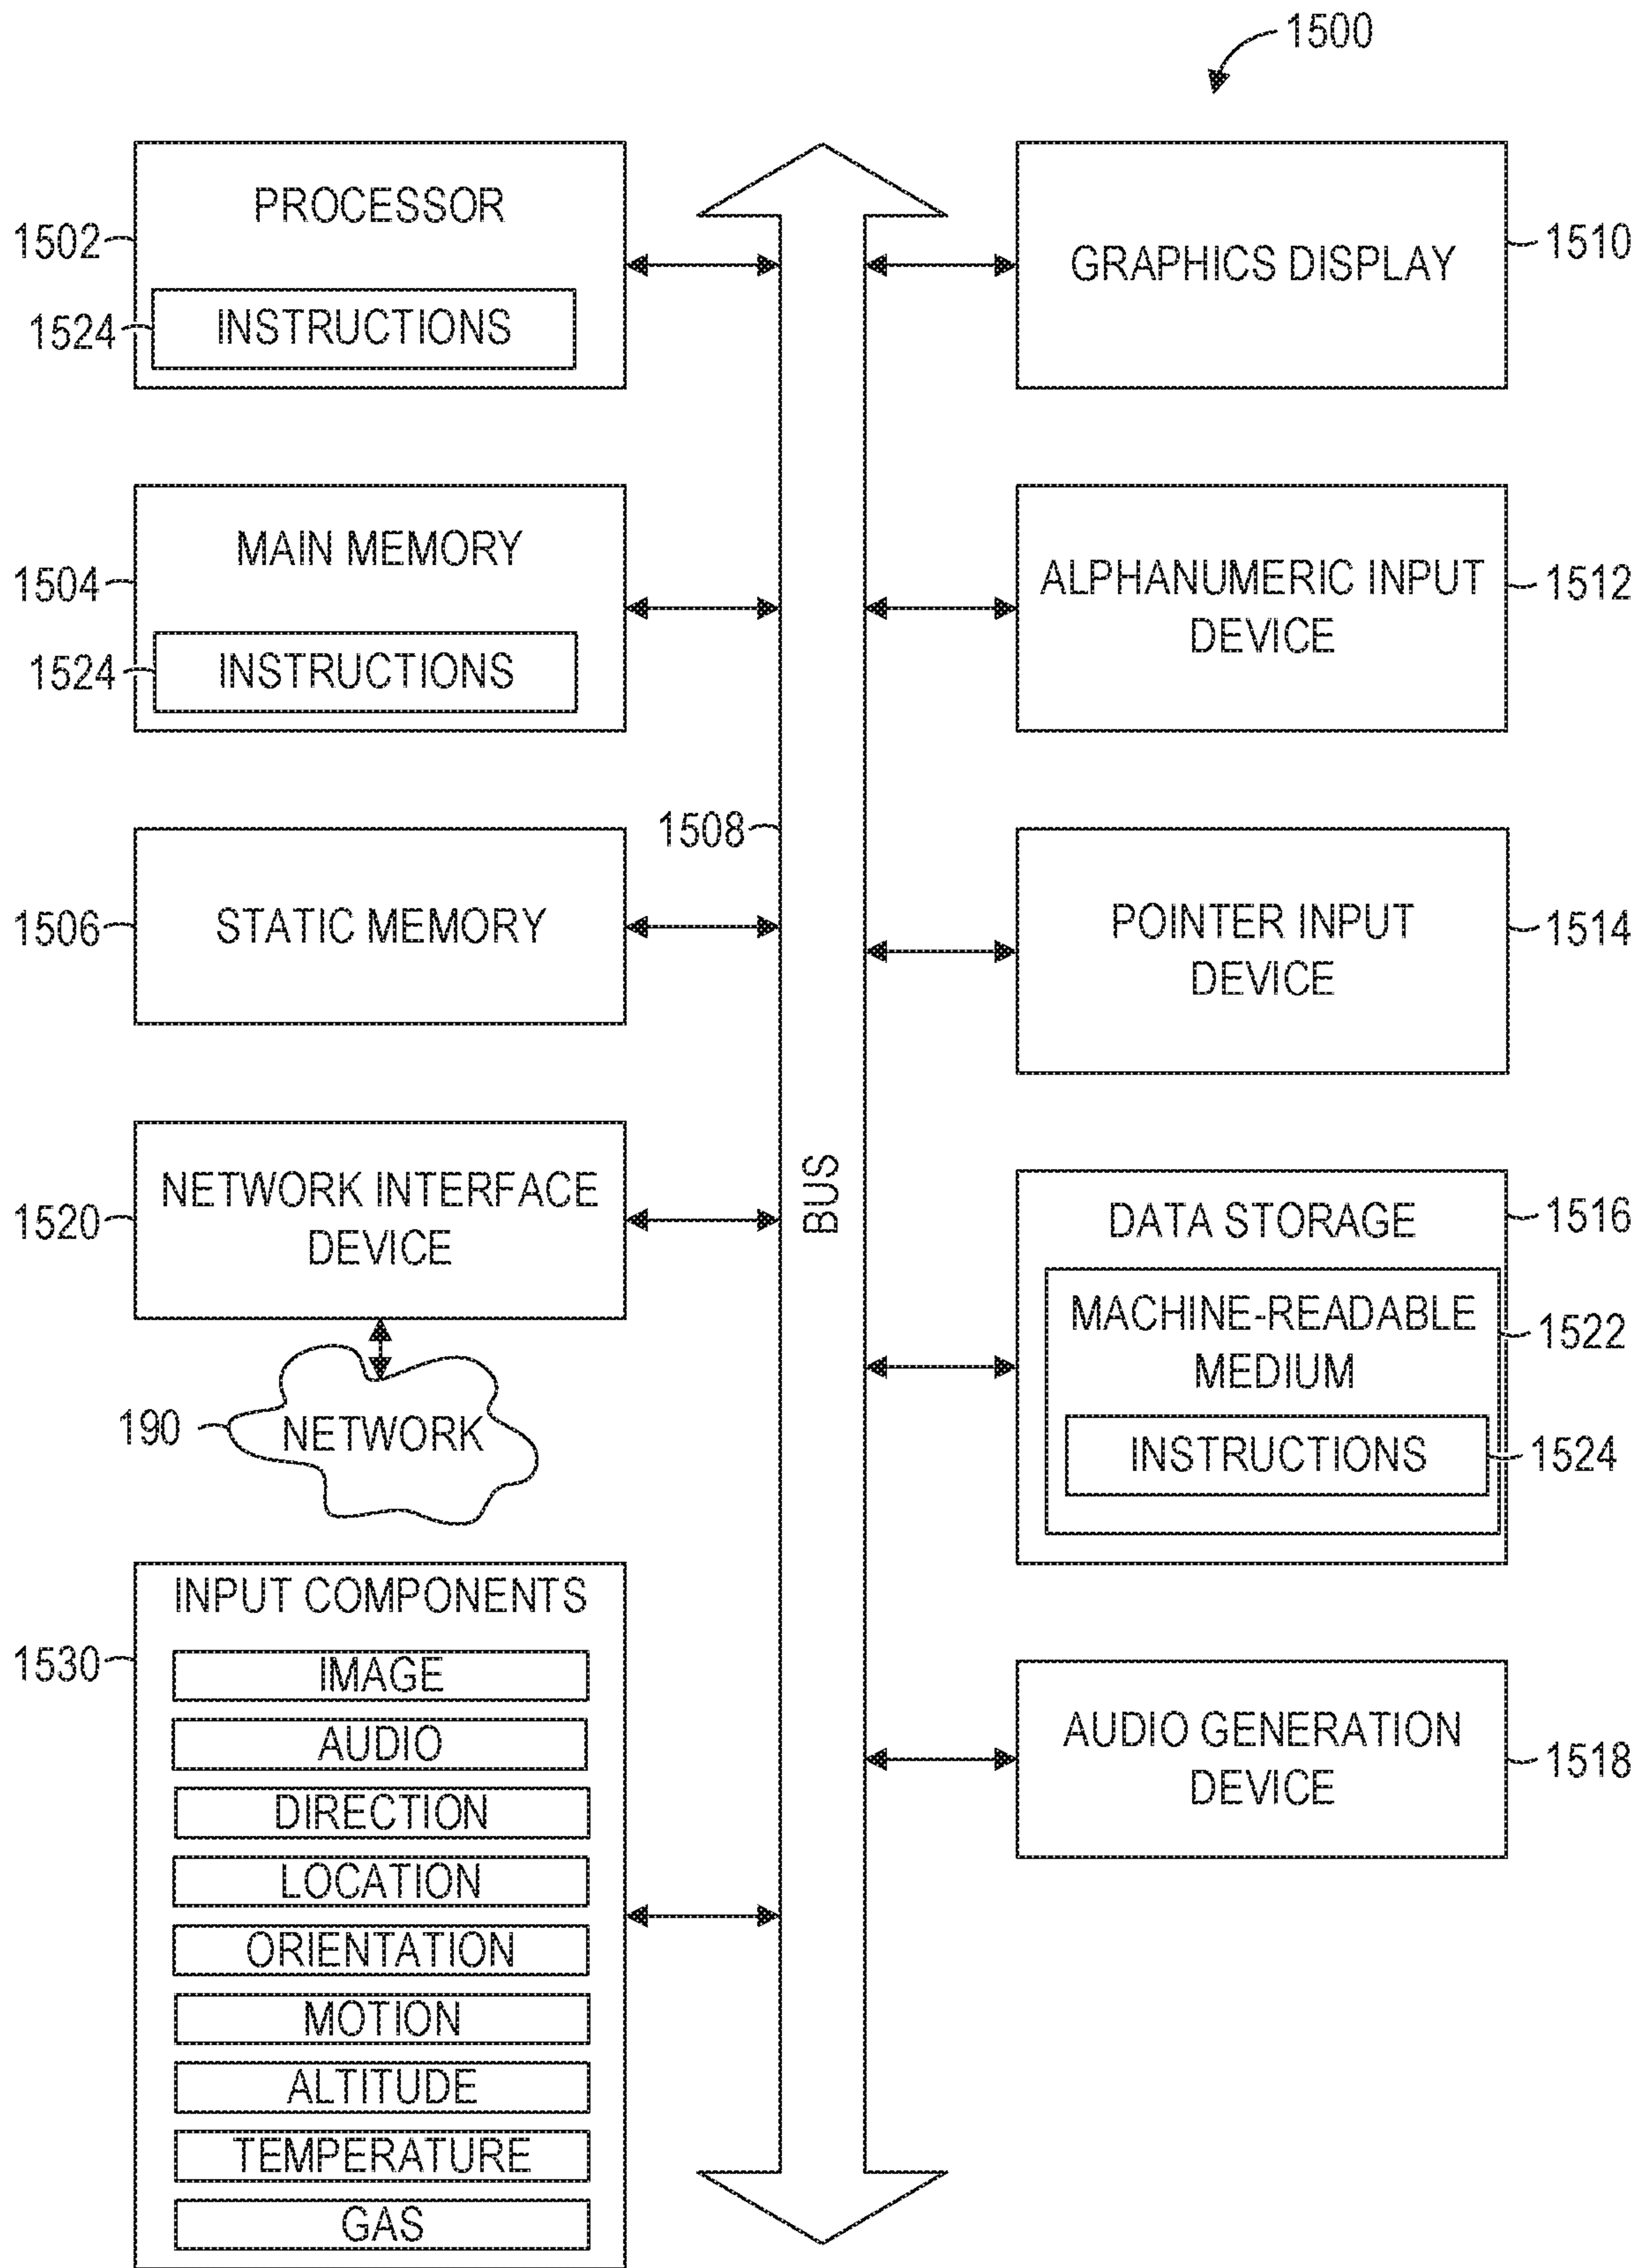 1500
PROCESSOR
1502
1524
INSTRUCTIONS
MAIN MEMORY
1504
1524
INSTRUCTIONS
1506
STATIC MEMORY
NETWORK INTERFACE
DEVICE
1520
190
NETWORK
INPUT COMPONENTS
1530
IMAGE
AUDIO
DIRECTION
LOCATION
ORIENTATION
MOTION
ALTITUDE
TEMPERATURE
GAS
1508
BUS
GRAPHICS DISPLAY
1510
ALPHANUMERIC INPUT
DEVICE
1512
POINTER INPUT
DEVICE
1514
DATA STORAGE
1516
MACHINE-READABLE
MEDIUM
1522
INSTRUCTIONS
1524
AUDIO GENERATION
DEVICE
1518